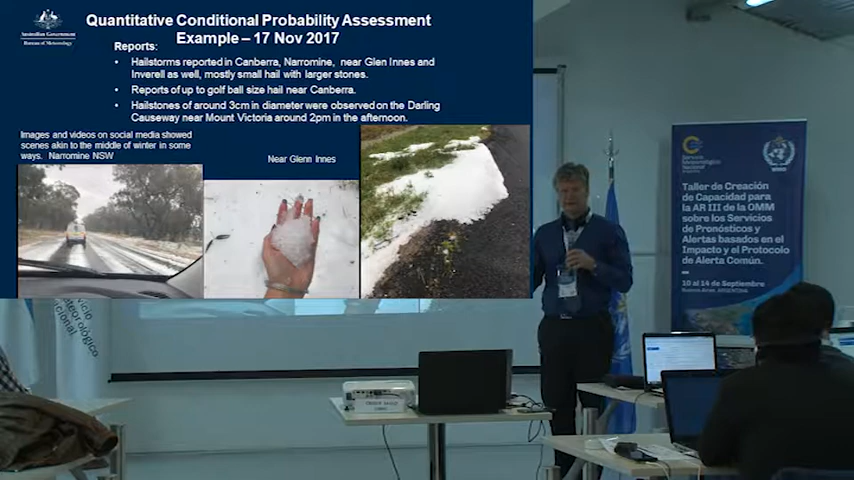 Australian Government
Bureau of Meteorology
Quantitative Conditional Probability Assessment
Example – 17 Nov 2017
Reports:
• Hailstorms reported in Canberra, Narromine, near Glen Innes and
Inverell as well, mostly small hail with larger stones.
• Reports of up to golf ball size hail near Canberra.
• Hailstones of around 3cm in diameter were observed on the Darling
Causeway near Mount Victoria around 2pm in the afternoon.
Images and videos on social media showed
scenes akin to the middle of winter in some
ways. Narromine NSW
Near Glenn Innes
Servicio
Meteorológico
Nacional
Taller de Creación
de Capacidad para
la AR III de la OMM
sobre los Servicios
de Pronósticos y
Alertas basados en el
Impacto y el Protocolo
de Alerta Común.
10 al 14 de Septiembre
Buenos Aires, ARGENTINA